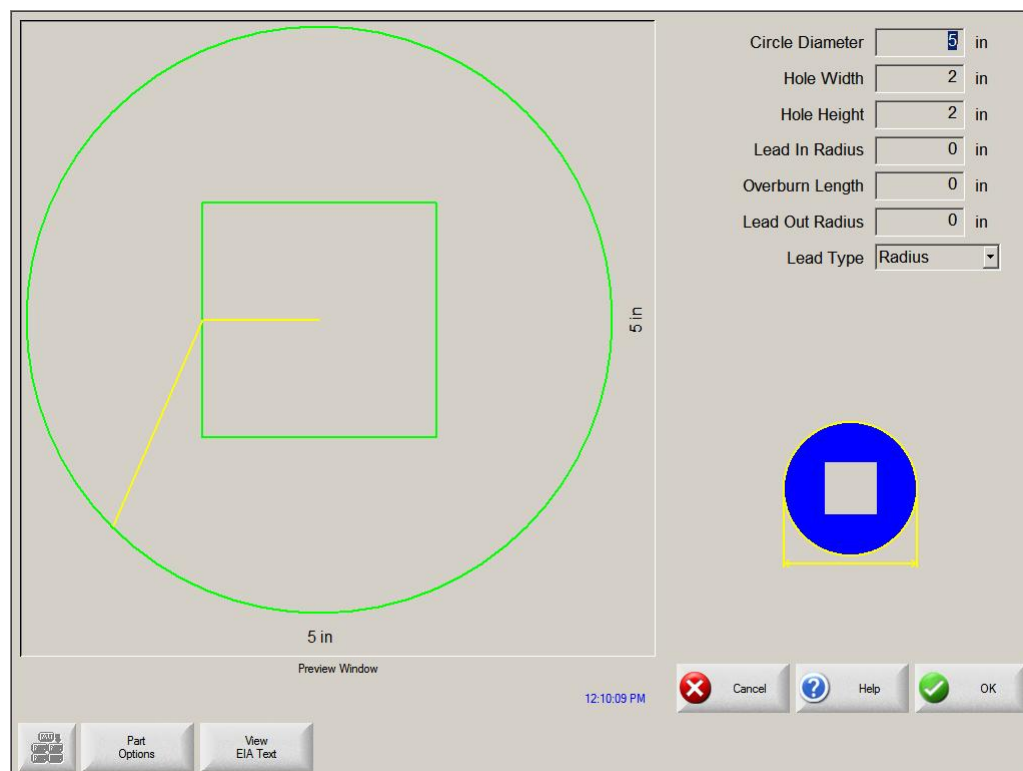 Circle Diameter 5 in
Hole Width 2 in
Hole Height 2 in
Lead In Radius 0 in
Overburn Length 0 in
Lead Out Radius 0 in
Lead Type Radius
5 in
5 in
Preview Window
12:10:09 PM
Cancel
Help
OK
Part
Options
View
EIA Text